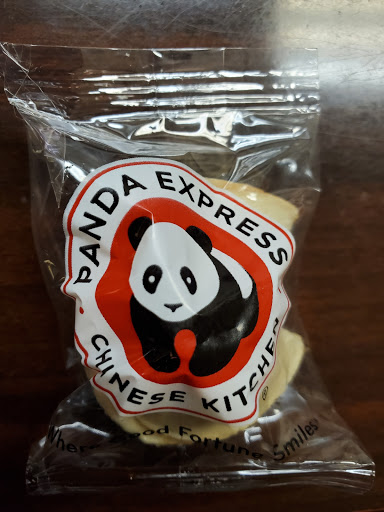 PANDA EXPRESS
CHINESE KITCHEN
®
Where Good Fortune Smiles